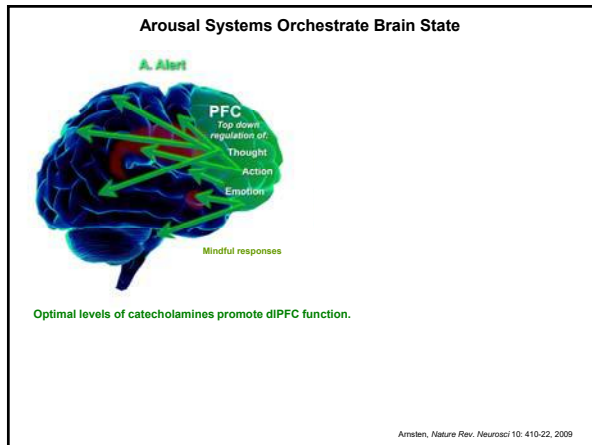 Arousal Systems Orchestrate Brain State
A. Alert
PFC
Top down
regulation of:
Thought
Action
Emotion
Mindful responses
Optimal levels of catecholamines promote dlPFC function.
Arnsten, Nature Rev. Neurosci 10: 410-22, 2009